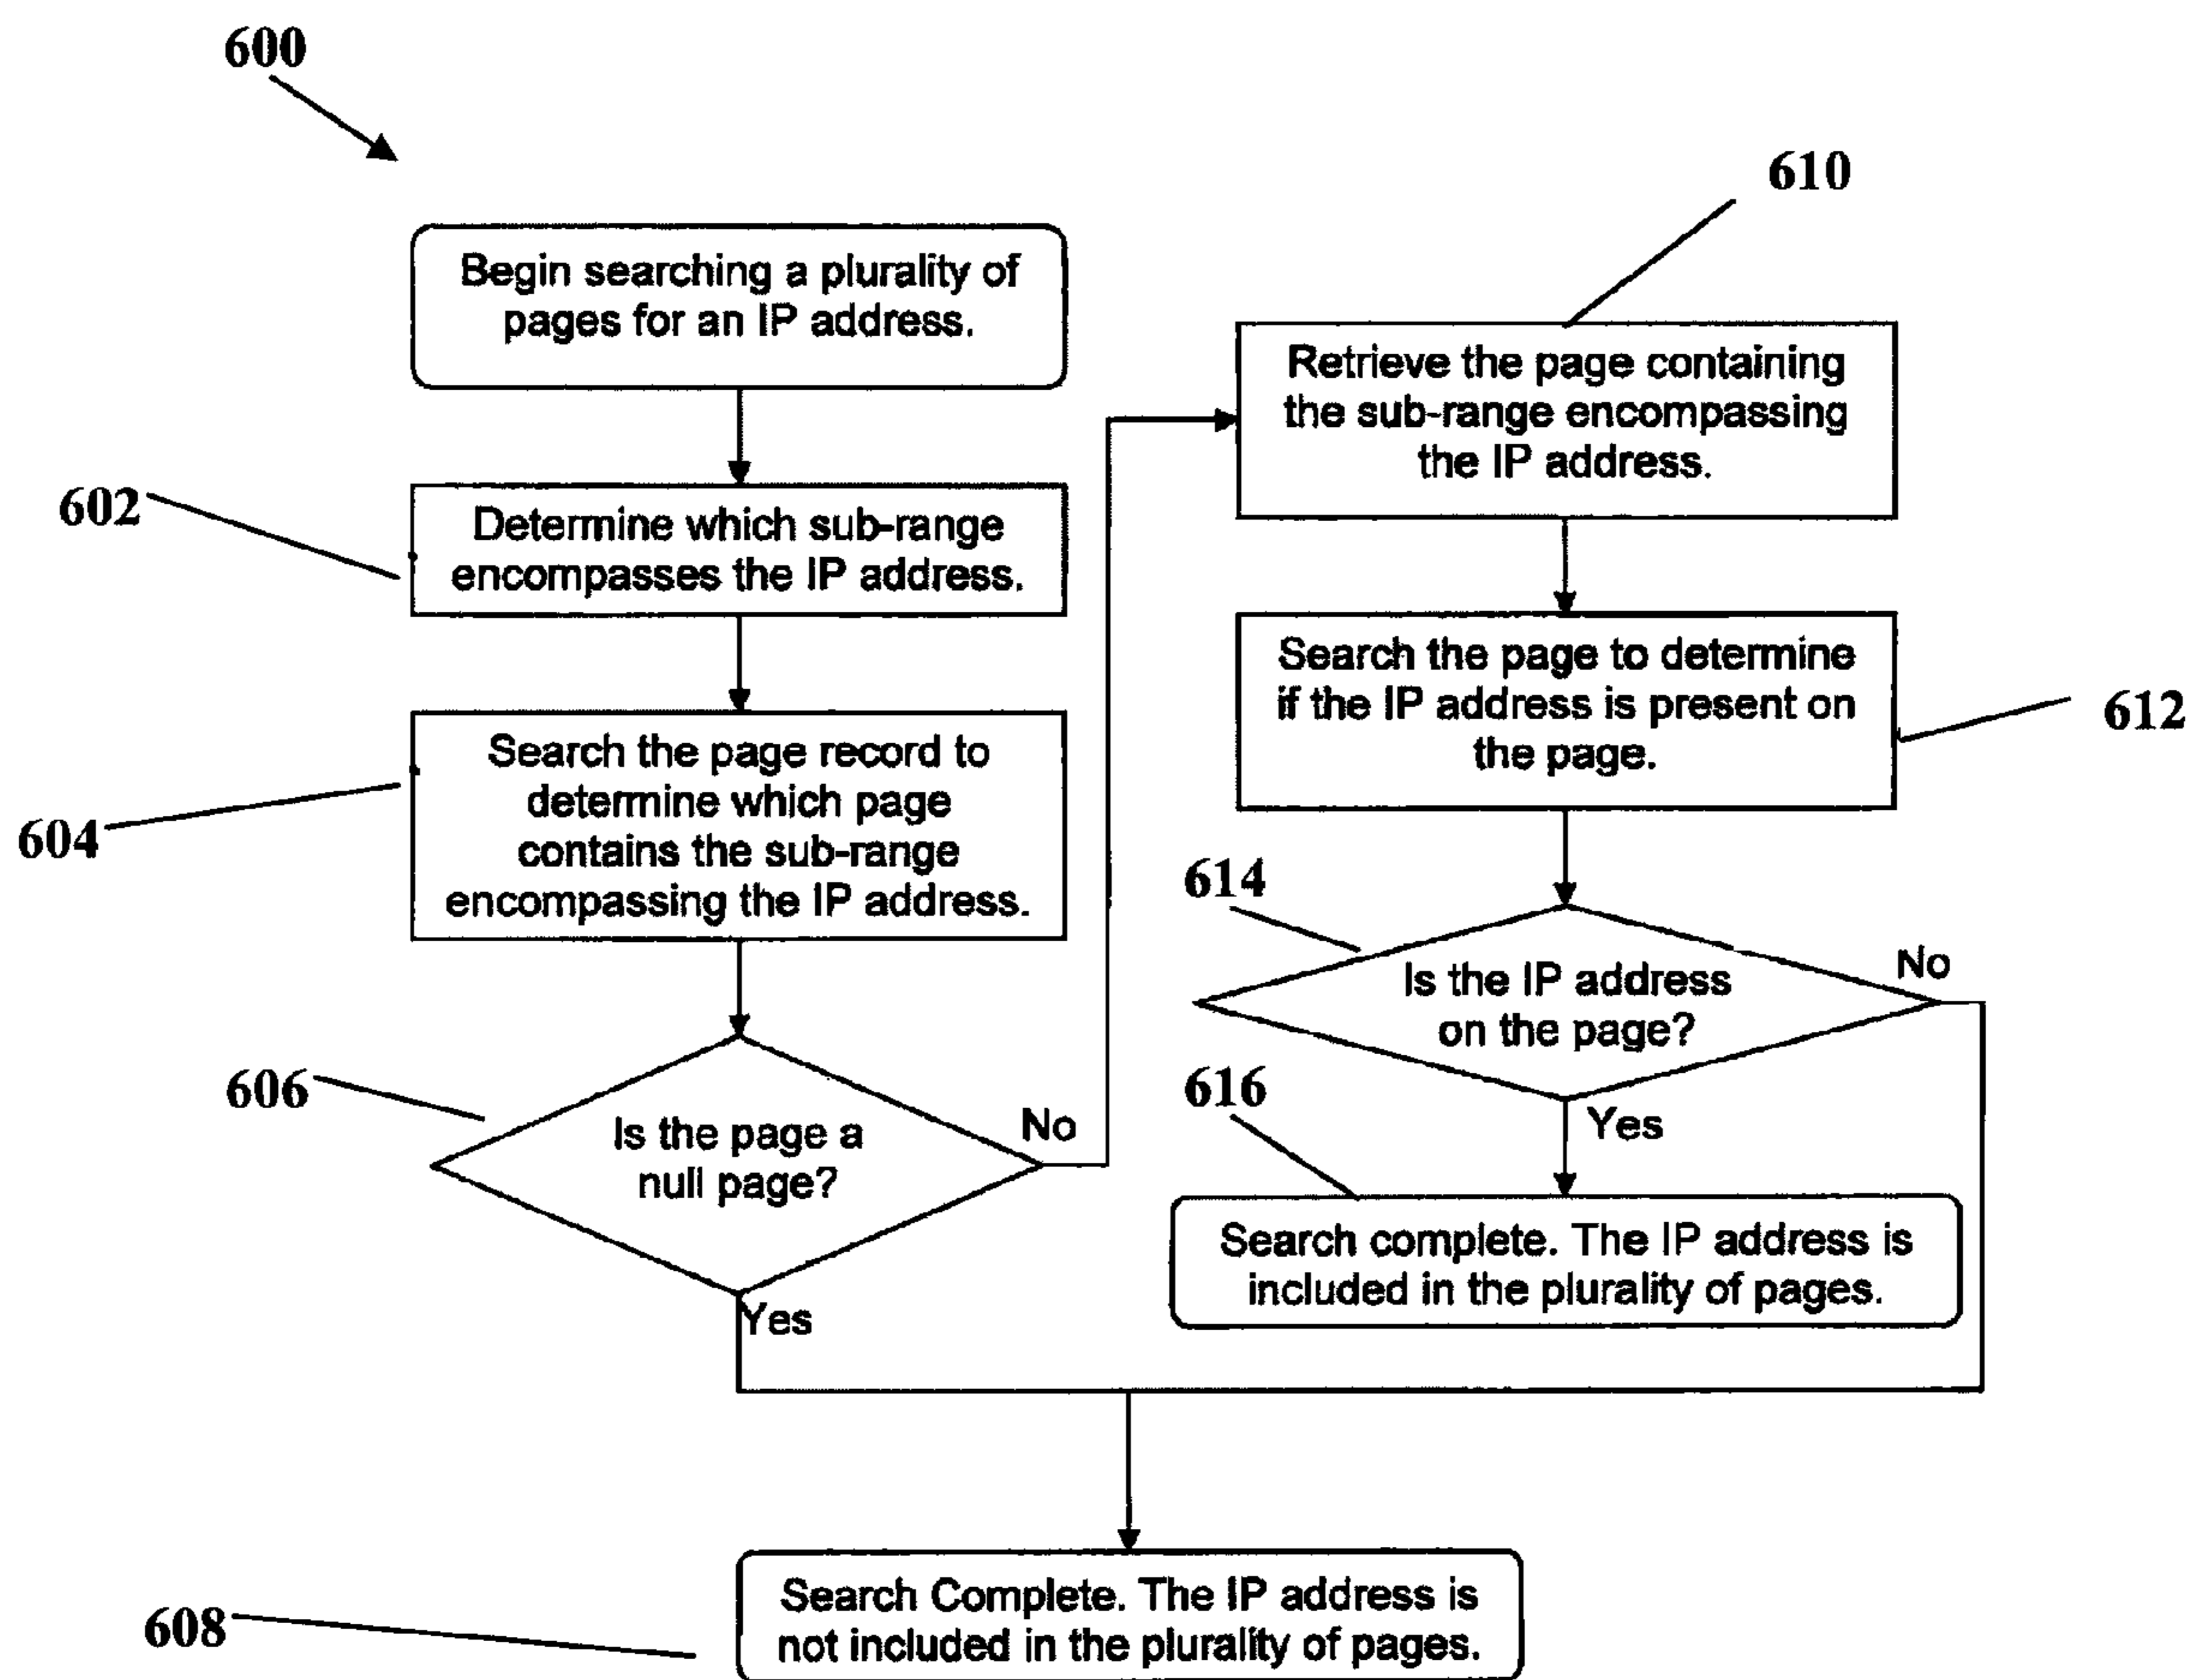 600
Begin searching a plurality of
pages for an IP address.
602
Determine which sub-range
encompasses the IP address.
604
Search the page record to
determine which page
contains the sub-range
encompassing the IP address.
606
Is the page a
null page?
No
Yes
610
Retrieve the page containing
the sub-range encompassing
the IP address.
612
Search the page to determine
if the IP address is present on
the page.
614
Is the IP address
on the page?
No
Yes
616
Search complete. The IP address is
included in the plurality of pages.
608
Search Complete. The IP address is
not included in the plurality of pages.